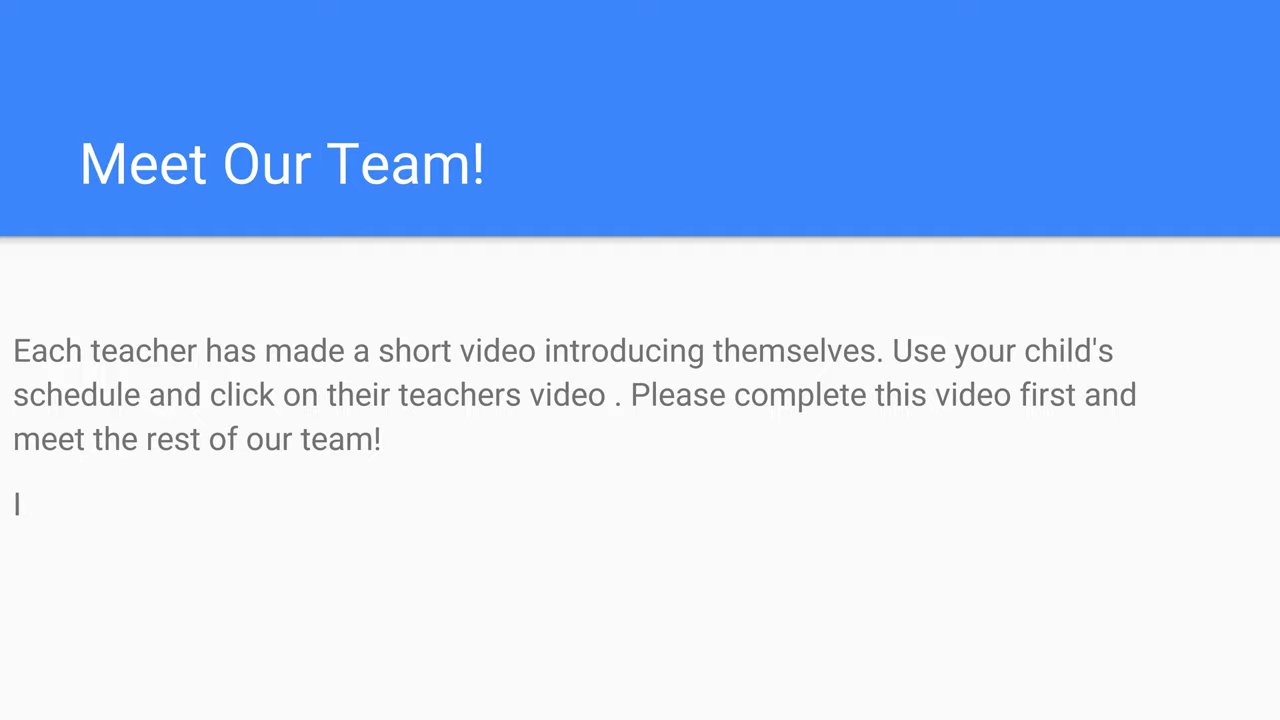 Meet Our Team!
Each teacher has made a short video introducing themselves. Use your child's
schedule and click on their teachers video . Please complete this video first and
meet the rest of our team!
I